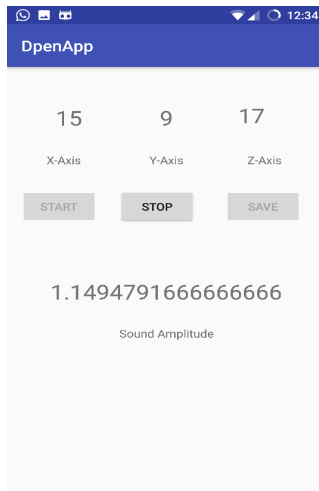 12:34
DpenApp
15 9 17
X-Axis Y-Axis Z-Axis
START STOP SAVE
1.1494791666666666
Sound Amplitude